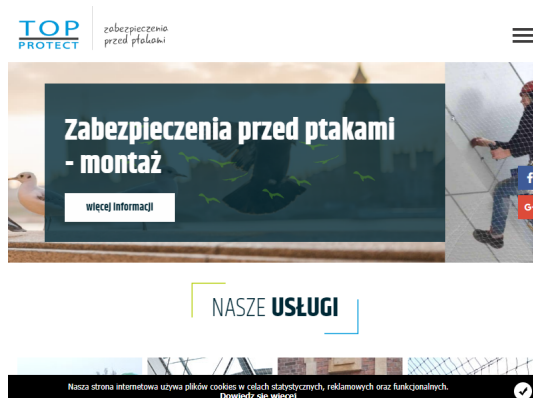 TOP
PROTECT
zabezpieczenia
przed ptakami
Zabezpieczenia przed ptakami
- montaż
więcej informacji
f
G+
NASZE USŁUGI
Nasza strona internetowa używa plików cookies w celach statystycznych, reklamowych oraz funkcjonalnych.
Dowiedz się więcej